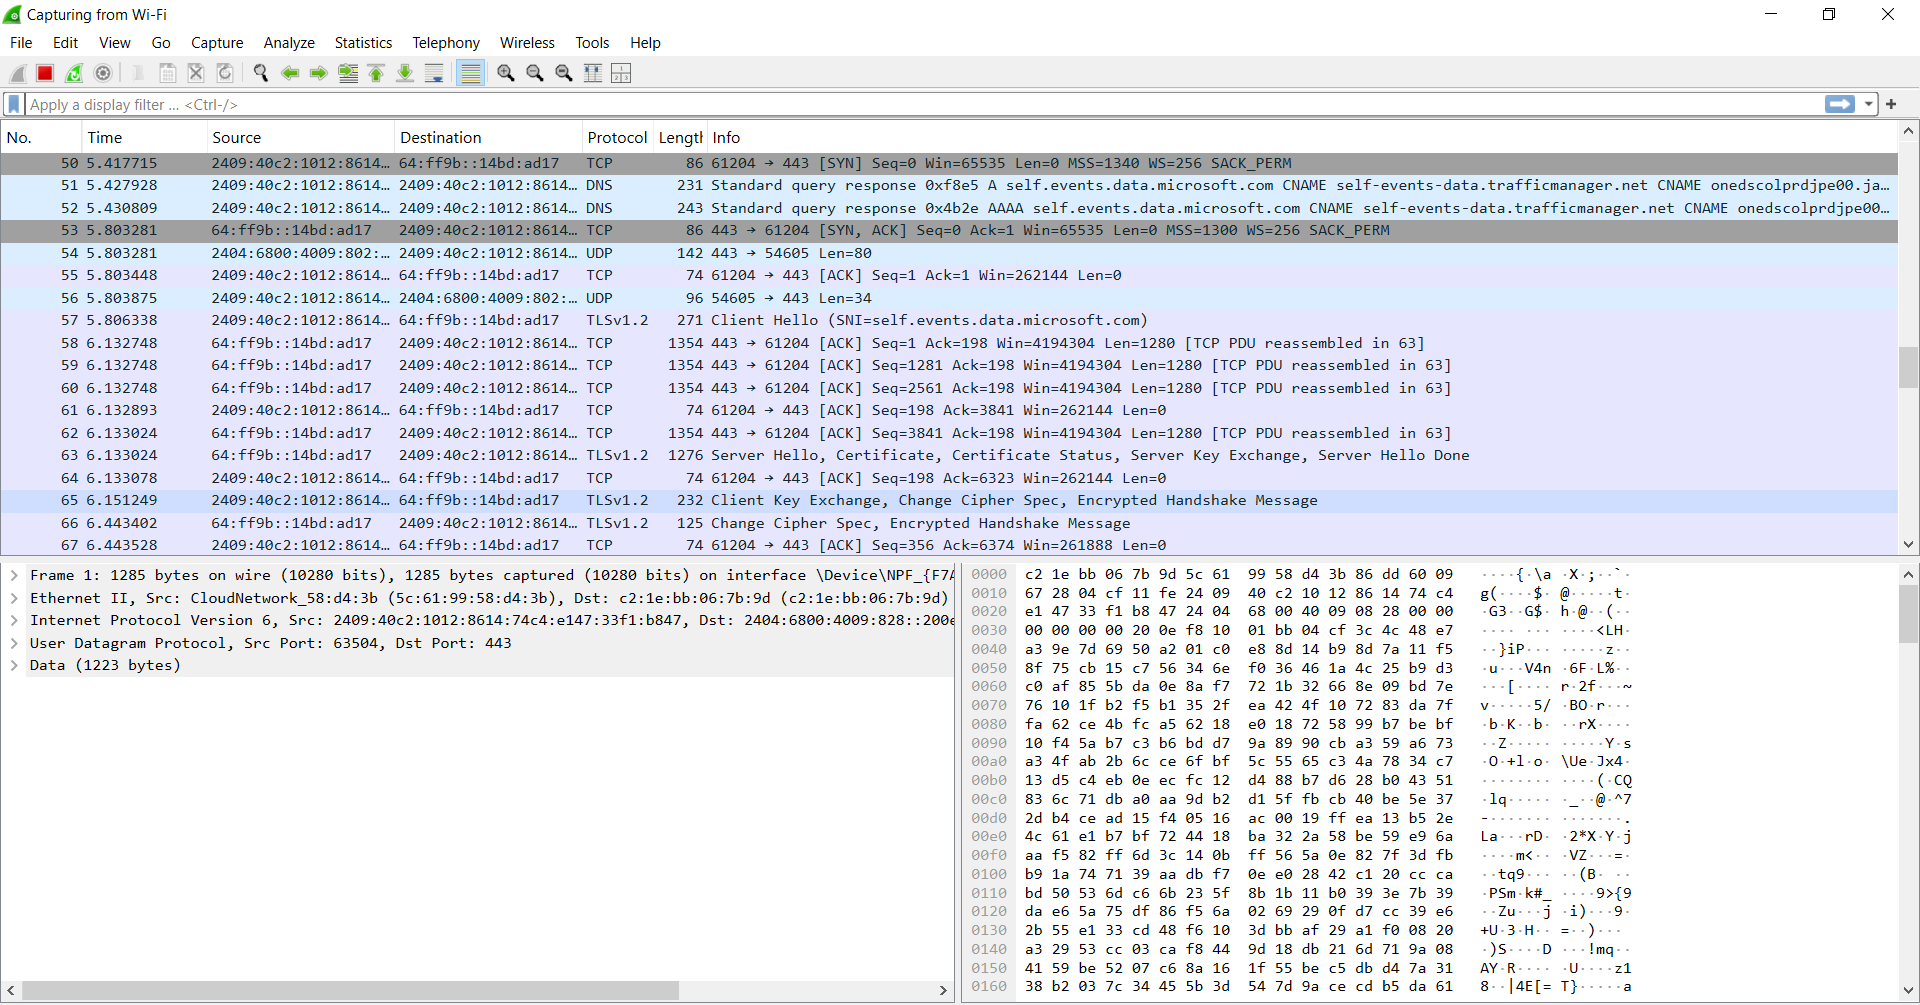 Capturing from Wi-Fi
File Edit View Go Capture Analyze Statistics Telephony Wireless Tools Help
Apply a display filter … <Ctrl-/>
No. Time Source Destination Protocol Length Info
50 5.417715 2409:40c2:1012:8614… 64:ff9b::14bd:ad17 TCP 86 61204 → 443 [SYN] Seq=0 Win=65535 Len=0 MSS=1340 WS=256 SACK_PERM
51 5.427928 2409:40c2:1012:8614… 2409:40c2:1012:8614… DNS 231 Standard query response 0xf8e5 A self.events.data.microsoft.com CNAME self-events-data.trafficmanager.net CNAME onedscolprdjpe00.ja…
52 5.430809 2409:40c2:1012:8614… 2409:40c2:1012:8614… DNS 243 Standard query response 0x4b2e AAAA self.events.data.microsoft.com CNAME self-events-data.trafficmanager.net CNAME onedscolprdjpe00…
53 5.803281 64:ff9b::14bd:ad17 2409:40c2:1012:8614… TCP 86 443 → 61204 [SYN, ACK] Seq=0 Ack=1 Win=65535 Len=0 MSS=1300 WS=256 SACK_PERM
54 5.803281 2404:6800:4009:802:… 2409:40c2:1012:8614… UDP 142 443 → 54605 Len=80
55 5.803448 2409:40c2:1012:8614… 64:ff9b::14bd:ad17 TCP 74 61204 → 443 [ACK] Seq=1 Ack=1 Win=262144 Len=0
56 5.803875 2409:40c2:1012:8614… 2404:6800:4009:802:… UDP 96 54605 → 443 Len=34
57 5.806338 2409:40c2:1012:8614… 64:ff9b::14bd:ad17 TLSv1.2 271 Client Hello (SNI=self.events.data.microsoft.com)
58 6.132748 64:ff9b::14bd:ad17 2409:40c2:1012:8614… TCP 1354 443 → 61204 [ACK] Seq=1 Ack=198 Win=4194304 Len=1280 [TCP PDU reassembled in 63]
59 6.132748 64:ff9b::14bd:ad17 2409:40c2:1012:8614… TCP 1354 443 → 61204 [ACK] Seq=1281 Ack=198 Win=4194304 Len=1280 [TCP PDU reassembled in 63]
60 6.132748 64:ff9b::14bd:ad17 2409:40c2:1012:8614… TCP 1354 443 → 61204 [ACK] Seq=2561 Ack=198 Win=4194304 Len=1280 [TCP PDU reassembled in 63]
61 6.132893 2409:40c2:1012:8614… 64:ff9b::14bd:ad17 TCP 74 61204 → 443 [ACK] Seq=198 Ack=3841 Win=262144 Len=0
62 6.133024 64:ff9b::14bd:ad17 2409:40c2:1012:8614… TCP 1354 443 → 61204 [ACK] Seq=3841 Ack=198 Win=4194304 Len=1280 [TCP PDU reassembled in 63]
63 6.133024 64:ff9b::14bd:ad17 2409:40c2:1012:8614… TLSv1.2 1276 Server Hello, Certificate, Certificate Status, Server Key Exchange, Server Hello Done
64 6.133078 2409:40c2:1012:8614… 64:ff9b::14bd:ad17 TCP 74 61204 → 443 [ACK] Seq=198 Ack=6323 Win=262144 Len=0
65 6.151249 2409:40c2:1012:8614… 64:ff9b::14bd:ad17 TLSv1.2 232 Client Key Exchange, Change Cipher Spec, Encrypted Handshake Message
66 6.443402 64:ff9b::14bd:ad17 2409:40c2:1012:8614… TLSv1.2 125 Change Cipher Spec, Encrypted Handshake Message
67 6.443528 2409:40c2:1012:8614… 64:ff9b::14bd:ad17 TCP 74 61204 → 443 [ACK] Seq=356 Ack=6374 Win=261888 Len=0
Frame 1: 1285 bytes on wire (10280 bits), 1285 bytes captured (10280 bits) on interface \Device\NPF_{F7A
Ethernet II, Src: CloudNetwork_58:d4:3b (5c:61:99:58:d4:3b), Dst: c2:1e:bb:06:7b:9d (c2:1e:bb:06:7b:9d)
Internet Protocol Version 6, Src: 2409:40c2:1012:8614:74c4:e147:33f1:b847, Dst: 2404:6800:4009:828::200e
User Datagram Protocol, Src Port: 63504, Dst Port: 443
Data (1223 bytes)
0000 c2 1e bb 06 7b 9d 5c 61 99 58 d4 3b 86 dd 60 09 ····{·\a ·X·;··`·
0010 67 28 04 cf 11 fe 24 09 40 c2 10 12 86 14 74 c4 g(····$· @·····t·
0020 e1 47 33 f1 b8 47 24 04 68 00 40 09 08 28 00 00 ·G3··G$· h·@··(··
0030 00 00 00 00 20 0e f8 10 01 bb 04 cf 3c 4c 48 e7 ···· ··· ····<LH·
0040 a3 9e 7d 69 50 a2 01 c0 e8 8d 14 b9 8d 7a 11 f5 ··}iP··· ·····z··
0050 8f 75 cb 15 c7 56 34 6e f0 36 46 1a 4c 25 b9 d3 ·u···V4n ·6F·L%··
0060 c0 af 85 5b da 0e 8a f7 72 1b 32 66 8e 09 bd 7e ···[···· r·2f···~
0070 76 10 1f b2 f5 b1 35 2f ea 42 4f 10 72 83 da 7f v·····5/ ·BO·r···
0080 fa 62 ce 4b fc a5 62 18 e0 18 72 58 99 b7 be bf ·b·K··b· ··rX····
0090 10 f4 5a b7 c3 b6 bd d7 9a 89 90 cb a3 59 a6 73 ··Z····· ·····Y·s
00a0 a3 4f ab 2b 6c ce 6f bf 5c 55 65 c3 4a 78 34 c7 ·O·+l·o· \Ue·Jx4·
00b0 13 d5 c4 eb 0e ec fc 12 d4 88 b7 d6 28 b0 43 51 ········ ····(·CQ
00c0 83 6c 71 db a0 aa 9d b2 d1 5f fb cb 40 be 5e 37 ·lq····· ·_··@·^7
00d0 2d b4 ce ad 15 f4 05 16 ac 00 19 ff ea 13 b5 2e -······· ·······.
00e0 4c 61 e1 b7 bf 72 44 18 ba 32 2a 58 be 59 e9 6a La···rD· ·2*X·Y·j
00f0 aa f5 82 ff 6d 3c 14 0b ff 56 5a 0e 82 7f 3d fb ····m<·· ·VZ···=·
0100 b9 1a 74 71 39 aa db f7 0e e0 28 42 c1 20 cc ca ··tq9··· ··(B· ··
0110 bd 50 53 6d c6 6b 23 5f 8b 1b 11 b0 39 3e 7b 39 ·PSm·k#_ ····9>{9
0120 da e6 5a 75 df 86 f5 6a 02 69 29 0f d7 cc 39 e6 ··Zu···j ·i)···9·
0130 2b 55 e1 33 cd 48 f6 10 3d bb af 29 a1 f0 08 20 +U·3·H·· =··)···
0140 a3 29 53 cc 03 ca f8 44 9d 18 db 21 6d 71 9a 08 ·)S····D ···!mq··
0150 41 59 be 52 07 c6 8a 16 1f 55 be c5 db d4 7a 31 AY·R···· ·U····z1
0160 38 b2 03 7c 34 45 5b 3d 54 7d 9a ce cd b5 da 61 8··|4E[= T}·····a